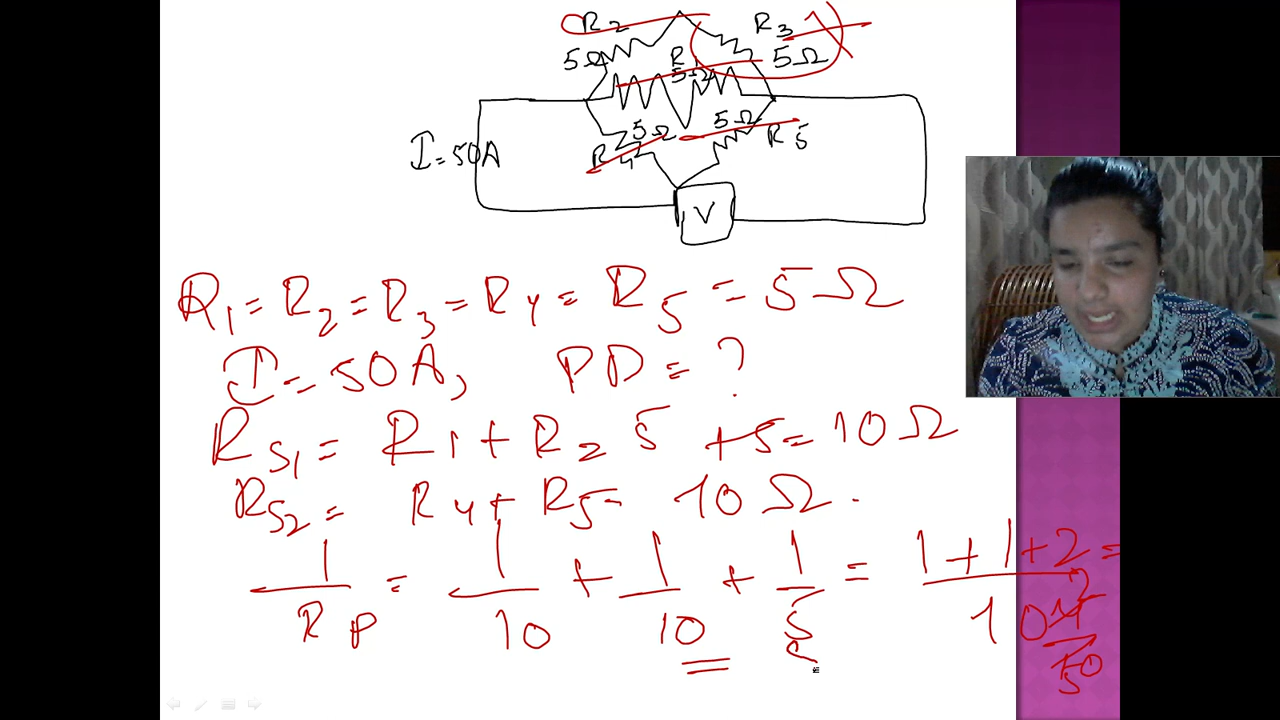 R2
R3
5Ω
R1
5Ω
5Ω
5Ω
5Ω
R4
R5
I=50A
V
R1=R2=R3=R4=R5=5Ω
I=50A, PD=?
RS1= R1+R2 5 +5=10Ω
RS2= R4+R5= 10Ω.
1/RP = 1/10 + 1/10 + 1/5 = 1+1+2/10 =